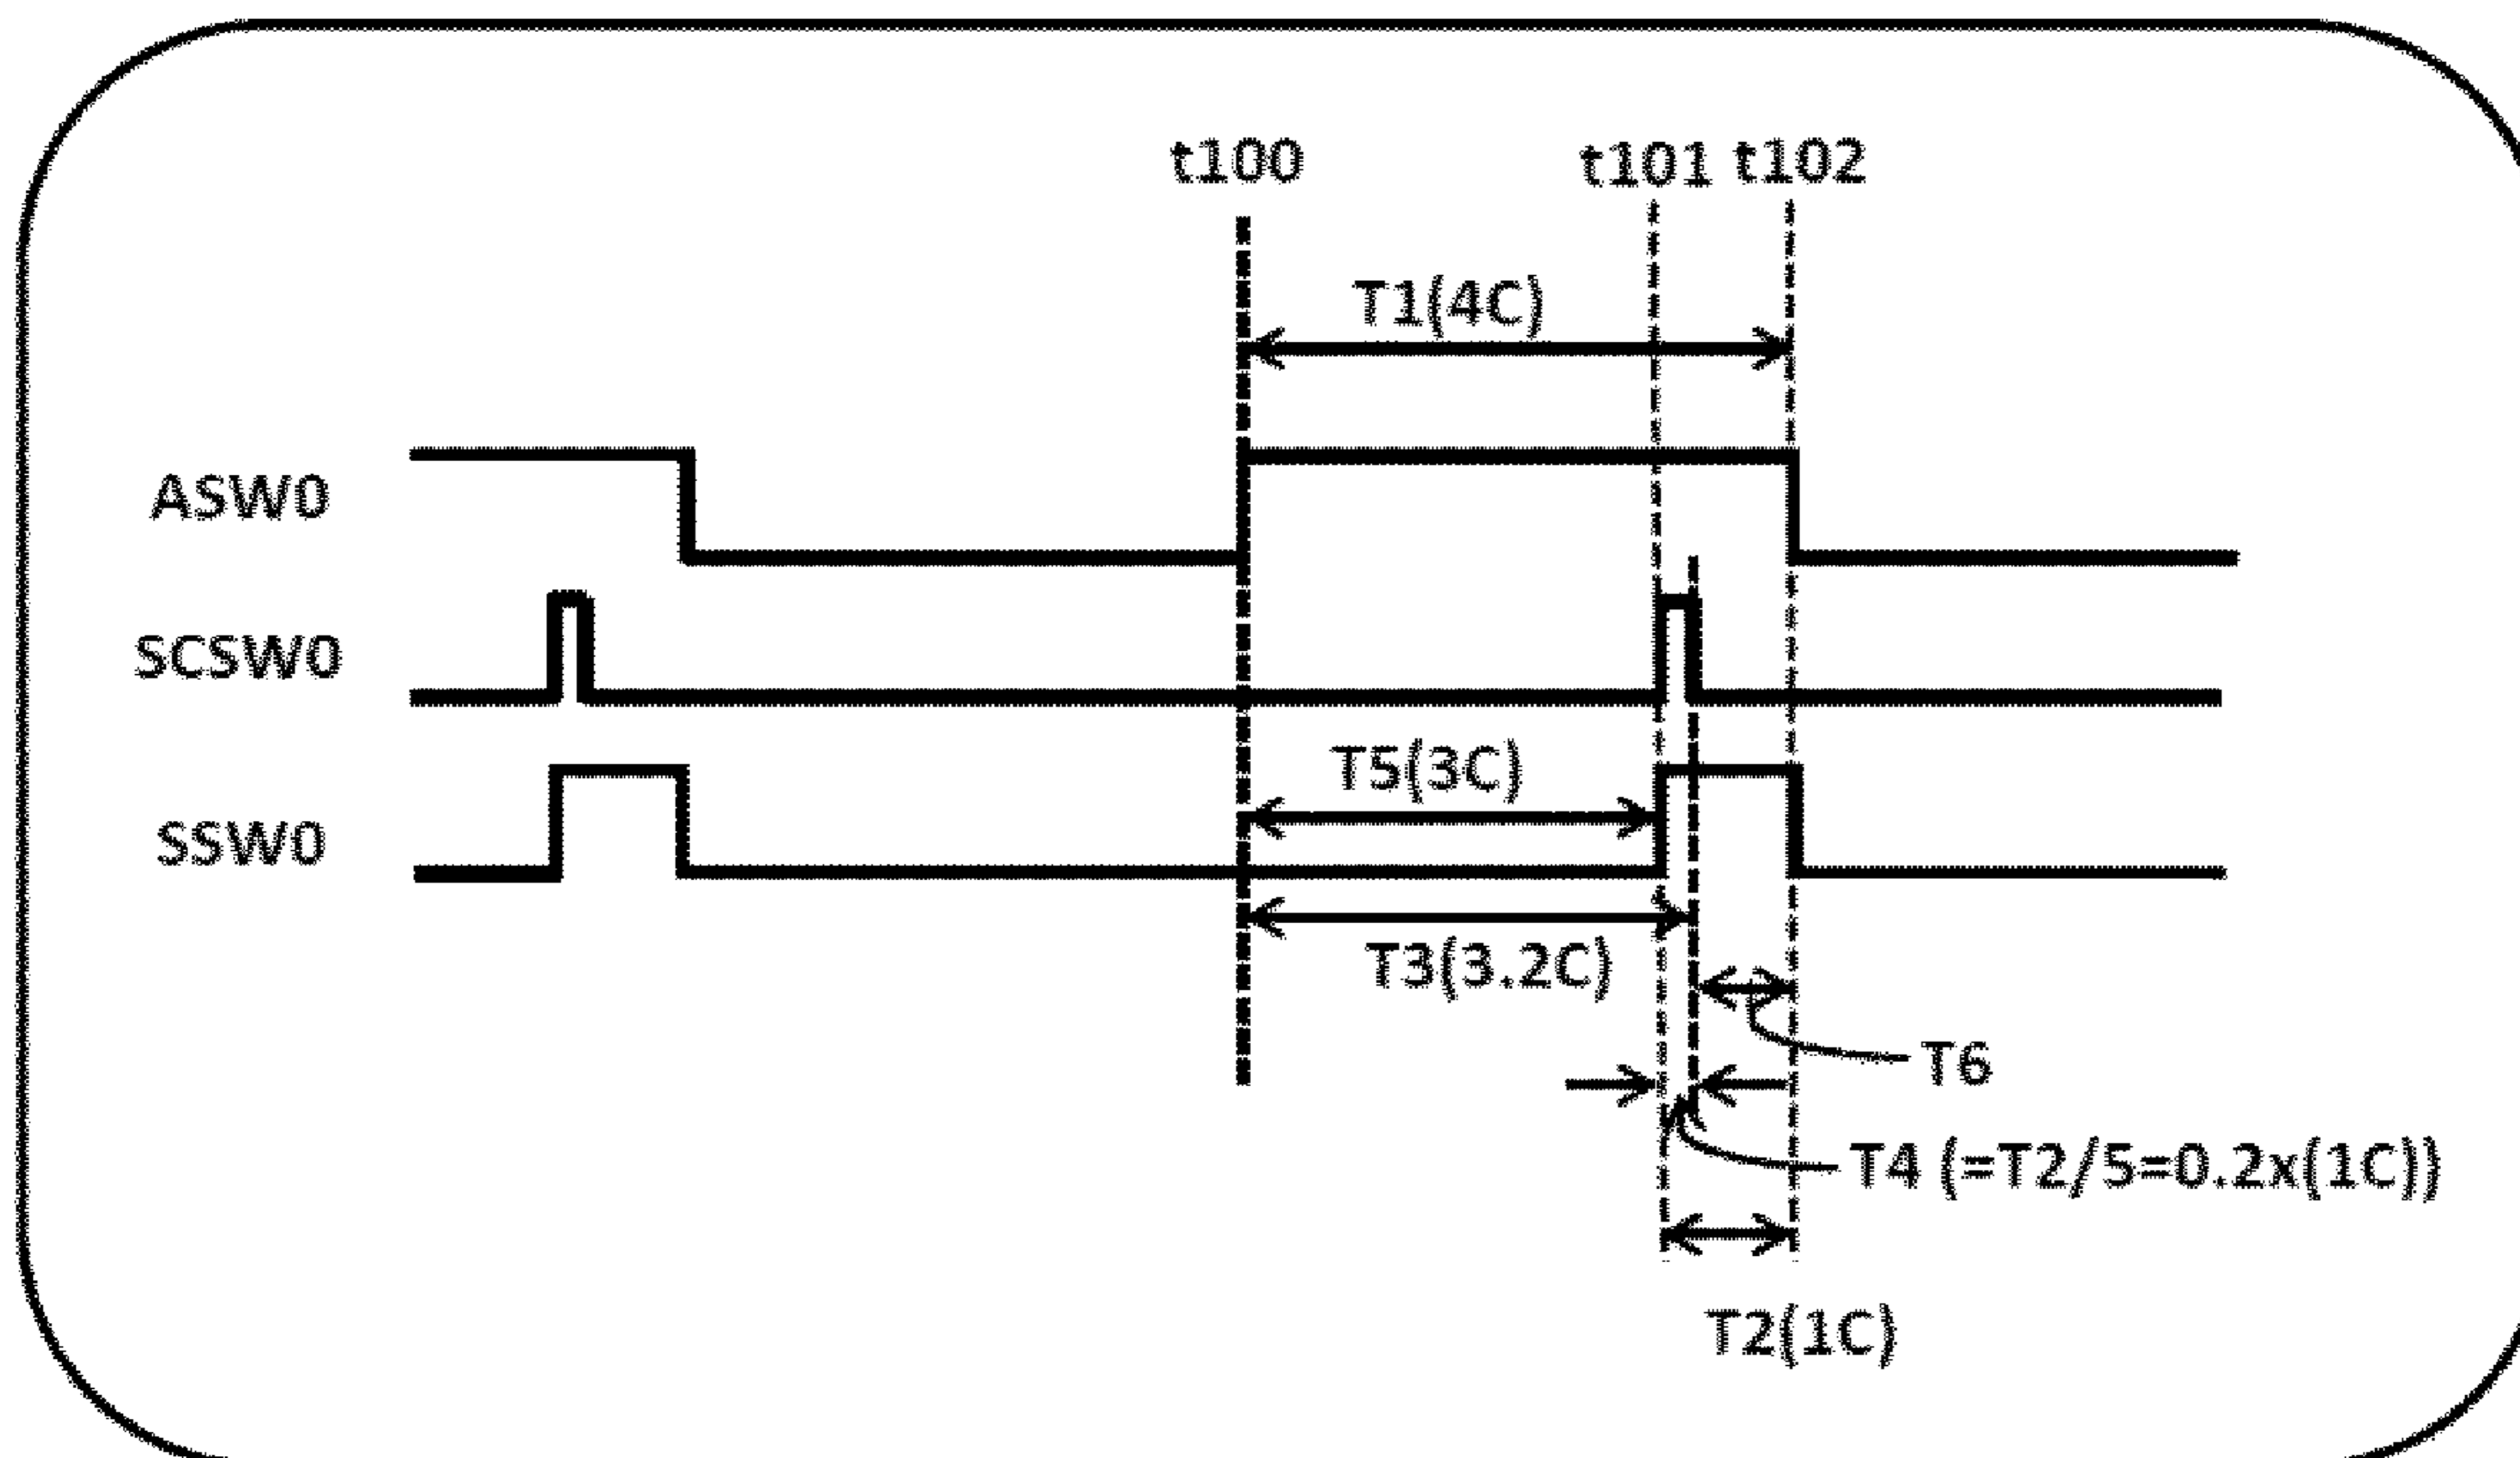 t100 t101 t102
T1(4C)
ASW0
SCSW0
T5(3C)
SSW0
T3(3.2C)
T6
T4 (=T2/5=0.2x(1C))
T2(1C)